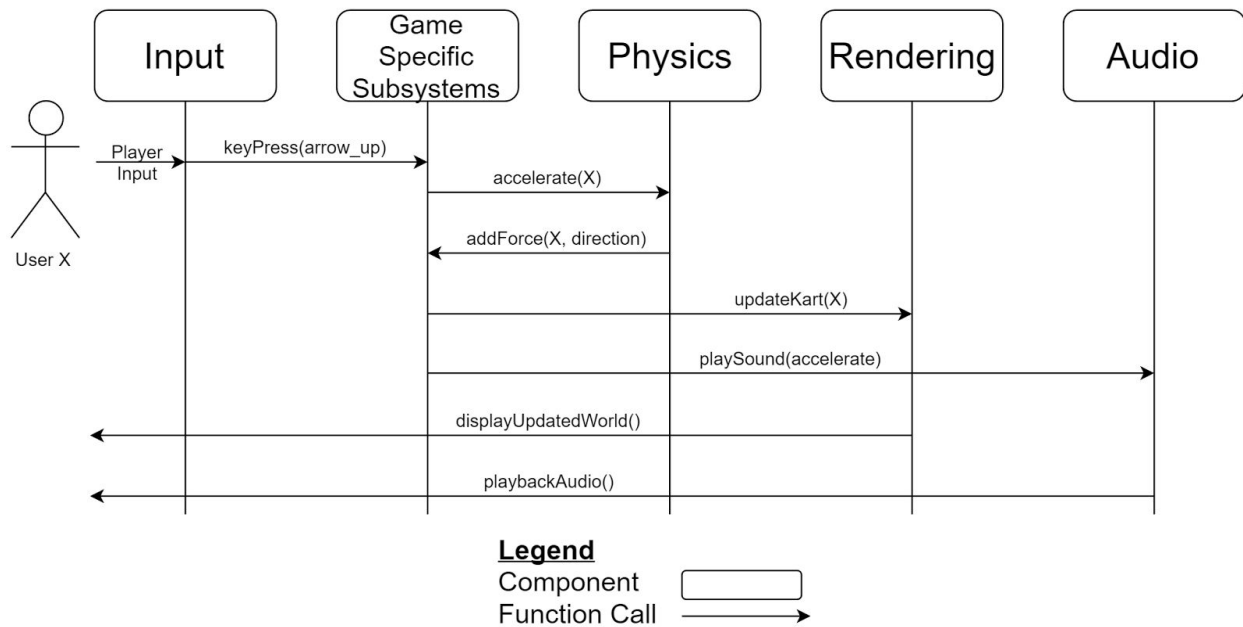 Input
Game
Specific
Subsystems
Physics
Rendering
Audio
Player
Input
keyPress(arrow_up)
accelerate(X)
addForce(X, direction)
User X
updateKart(X)
playSound(accelerate)
displayUpdatedWorld()
playbackAudio()
Legend
Component
Function Call